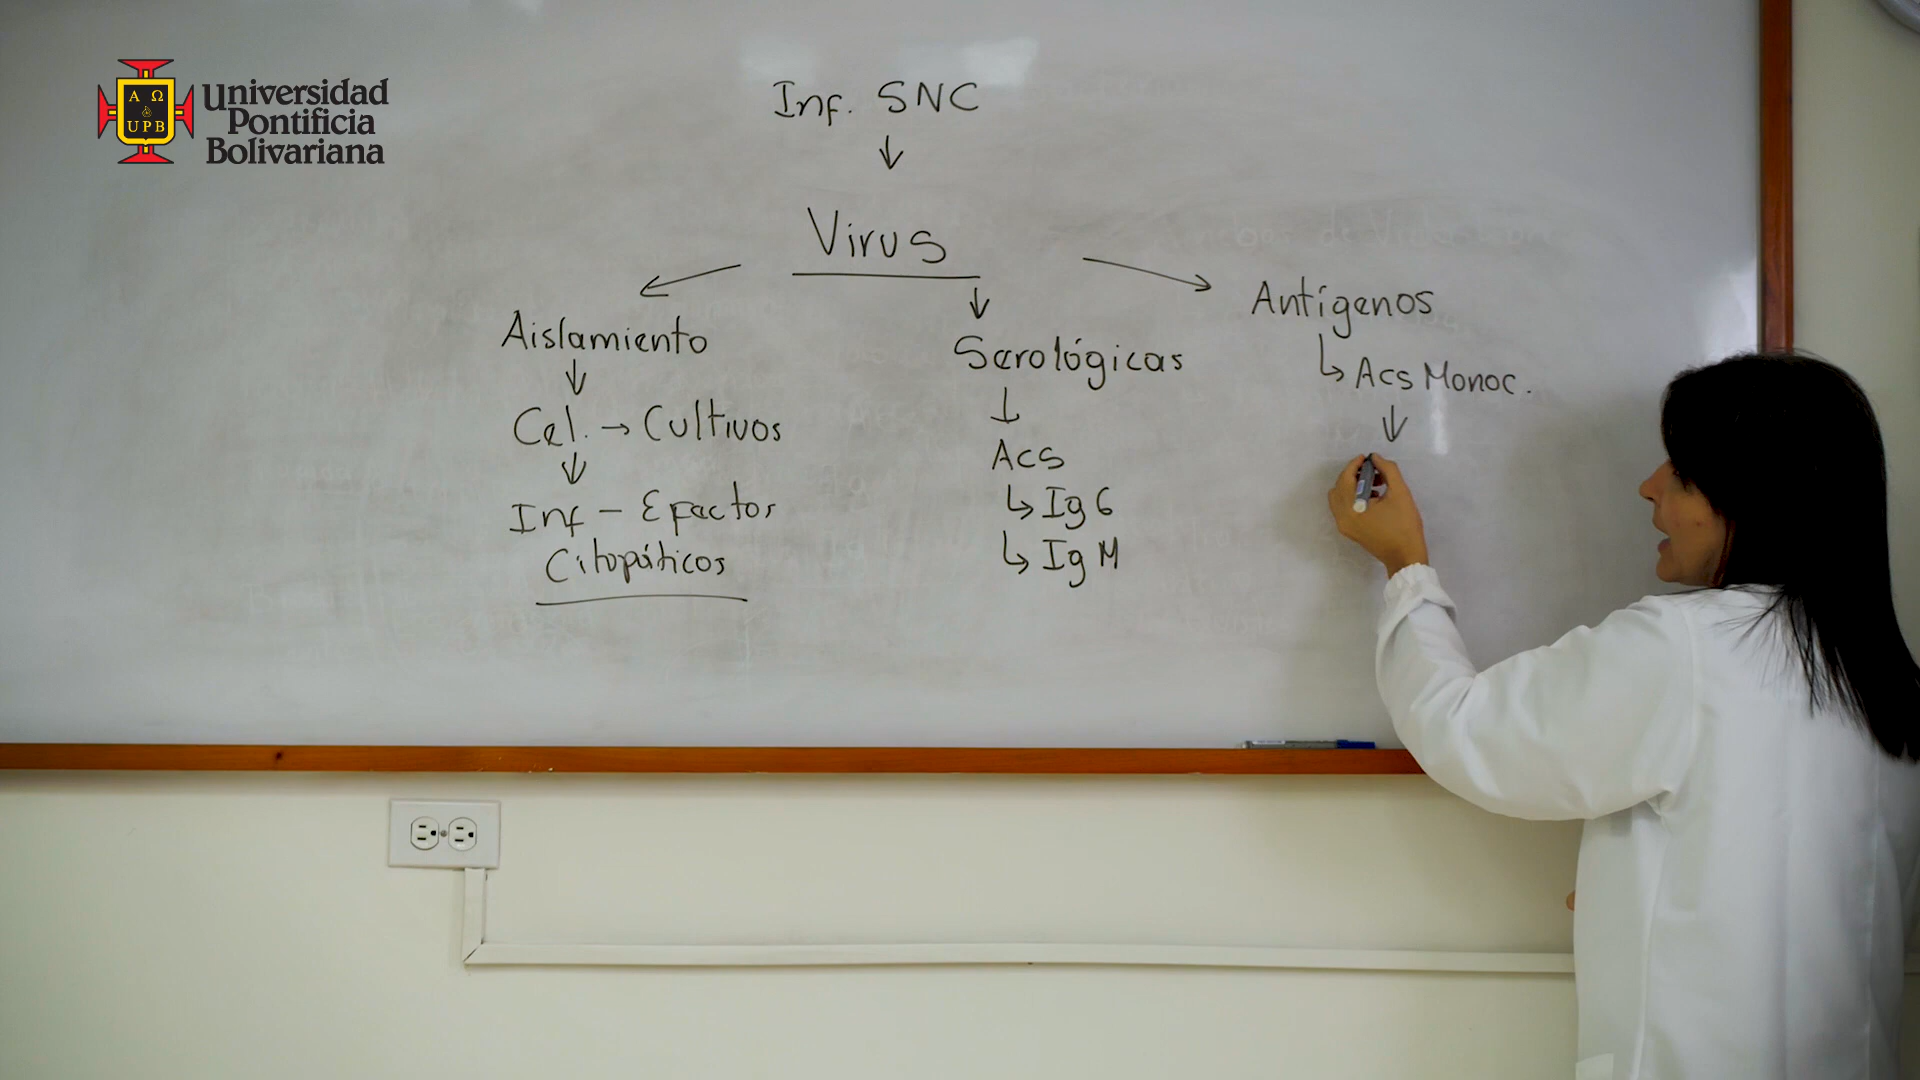 Universidad
Pontificia
Bolivariana
Α Ω
UPB
Inf. SNC
↓
Virus
Aislamiento
↓
Cel. → Cultivos
↓
Inf - Efectos
Citopáticos
Serológicas
↓
Acs
↳ Ig G
↳ Ig M
Antígenos
↳ Acs Monoc.
↓